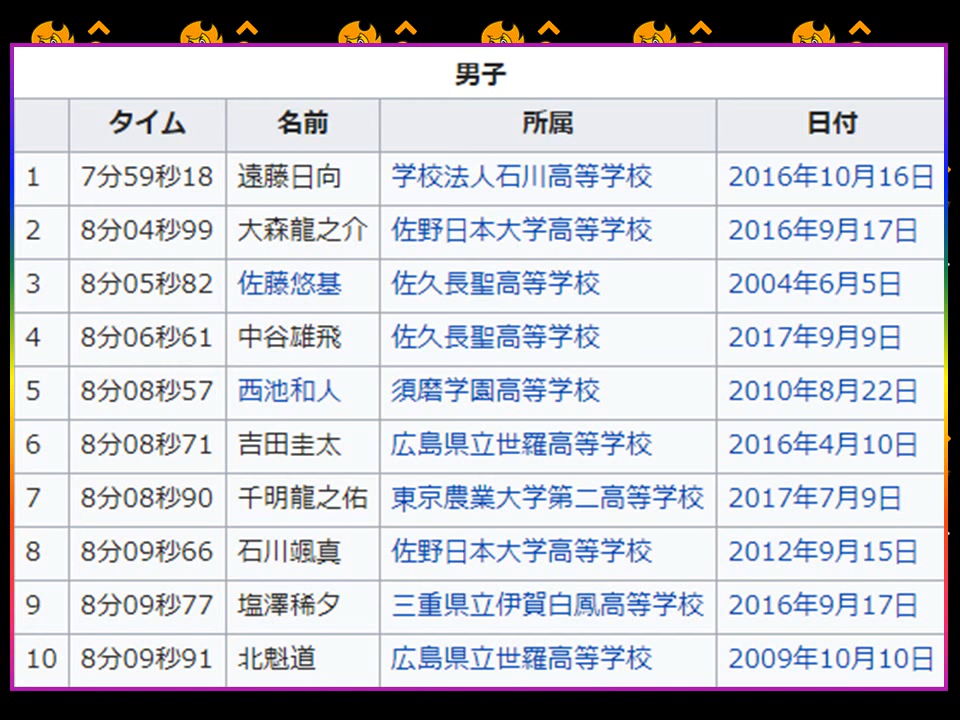 男子
タイム 名前 所属 日付
1 7分59秒18 遠藤日向 学校法人石川高等学校 2016年10月16日
2 8分04秒99 大森龍之介 佐野日本大学高等学校 2016年9月17日
3 8分05秒82 佐藤悠基 佐久長聖高等学校 2004年6月5日
4 8分06秒61 中谷雄飛 佐久長聖高等学校 2017年9月9日
5 8分08秒57 西池和人 須磨学園高等学校 2010年8月22日
6 8分08秒71 吉田圭太 広島県立世羅高等学校 2016年4月10日
7 8分08秒90 千明龍之佑 東京農業大学第二高等学校 2017年7月9日
8 8分09秒66 石川颯真 佐野日本大学高等学校 2012年9月15日
9 8分09秒77 塩澤稀夕 三重県立伊賀白鳳高等学校 2016年9月17日
10 8分09秒91 北魁道 広島県立世羅高等学校 2009年10月10日